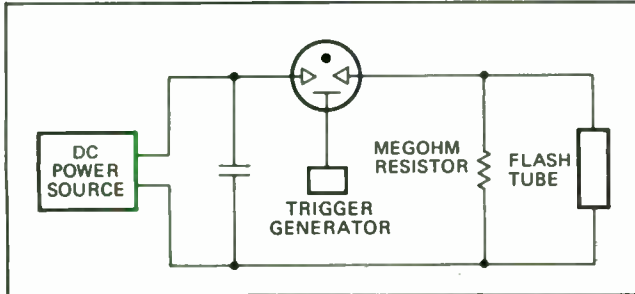 DC
POWER
SOURCE
TRIGGER
GENERATOR
MEGOHM
RESISTOR
FLASH
TUBE